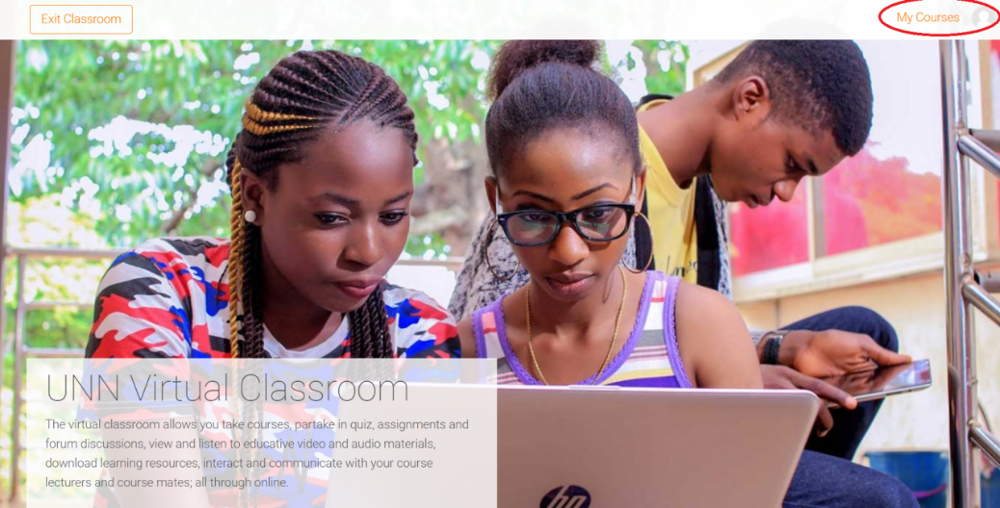 Exit Classroom
My Courses
UNN Virtual Classroom
The virtual classroom allows you take courses, partake in quiz, assignments and
forum discussions, view and listen to educative video and audio materials,
download learning resources, interact and communicate with your course
lecturers and course mates; all through online.
hp